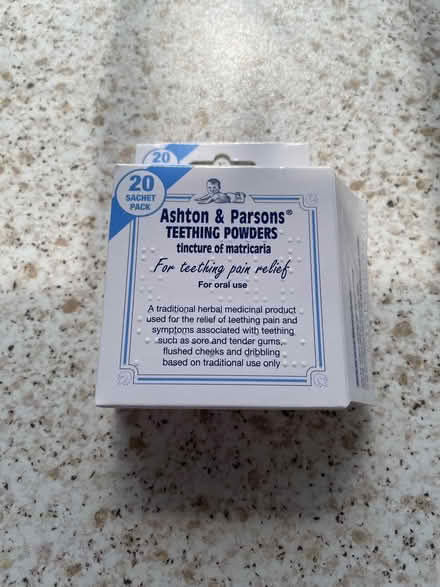 20
20
SACHET
PACK
Ashton & Parsons®
TEETHING POWDERS
tincture of matricaria
For teething pain relief
For oral use
A traditional herbal medicinal product
used for the relief of teething pain and
symptoms associated with teething
such as sore and tender gums,
flushed cheeks and dribbling
based on traditional use only